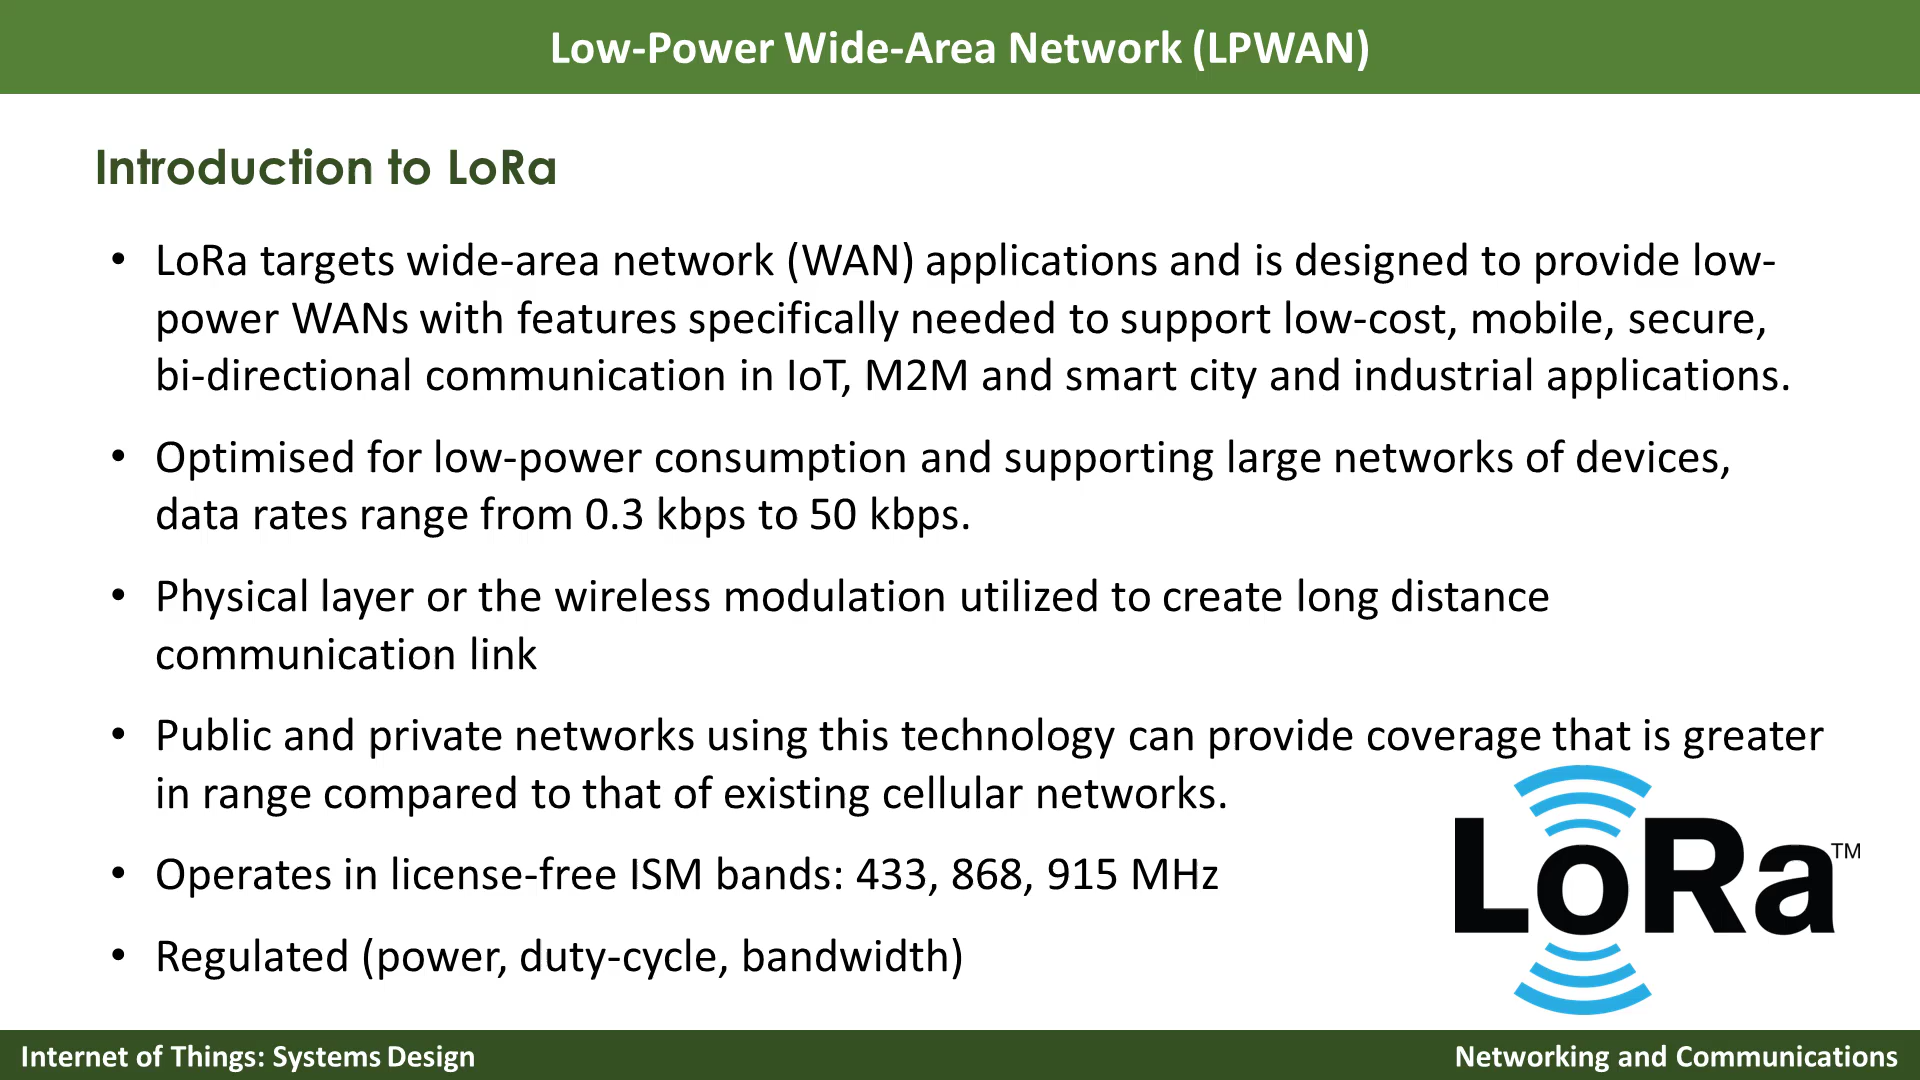 Low-Power Wide-Area Network (LPWAN)
Introduction to LoRa
• LoRa targets wide-area network (WAN) applications and is designed to provide low-
power WANs with features specifically needed to support low-cost, mobile, secure,
bi-directional communication in IoT, M2M and smart city and industrial applications.
• Optimised for low-power consumption and supporting large networks of devices,
data rates range from 0.3 kbps to 50 kbps.
• Physical layer or the wireless modulation utilized to create long distance
communication link
• Public and private networks using this technology can provide coverage that is greater
in range compared to that of existing cellular networks.
• Operates in license-free ISM bands: 433, 868, 915 MHz
• Regulated (power, duty-cycle, bandwidth)
LoRa™
Internet of Things: Systems Design
Networking and Communications